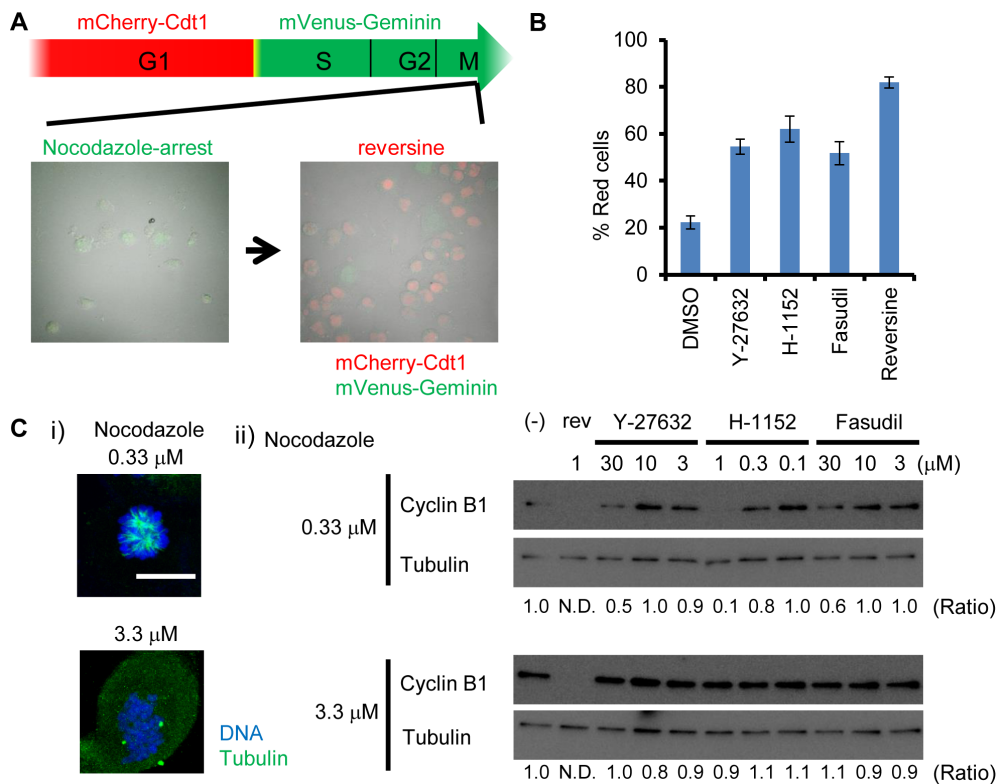 A
mCherry-Cdt1 mVenus-Geminin
G1 S G2 M
Nocodazole-arrest reversine
mCherry-Cdt1
mVenus-Geminin
B
% Red cells
100
80
60
40
20
0
DMSO
Y-27632
H-1152
Fasudil
Reversine
C
i) Nocodazole
0.33 μM
3.3 μM
DNA
Tubulin
ii) Nocodazole
(-) rev Y-27632 H-1152 Fasudil
1 30 10 3 1 0.3 0.1 30 10 3 (μM)
0.33 μM
Cyclin B1
Tubulin
1.0 N.D. 0.5 1.0 0.9 0.1 0.8 1.0 0.6 1.0 1.0 (Ratio)
3.3 μM
Cyclin B1
Tubulin
1.0 N.D. 1.0 0.8 0.9 0.9 1.1 1.1 1.1 0.9 0.9 (Ratio)